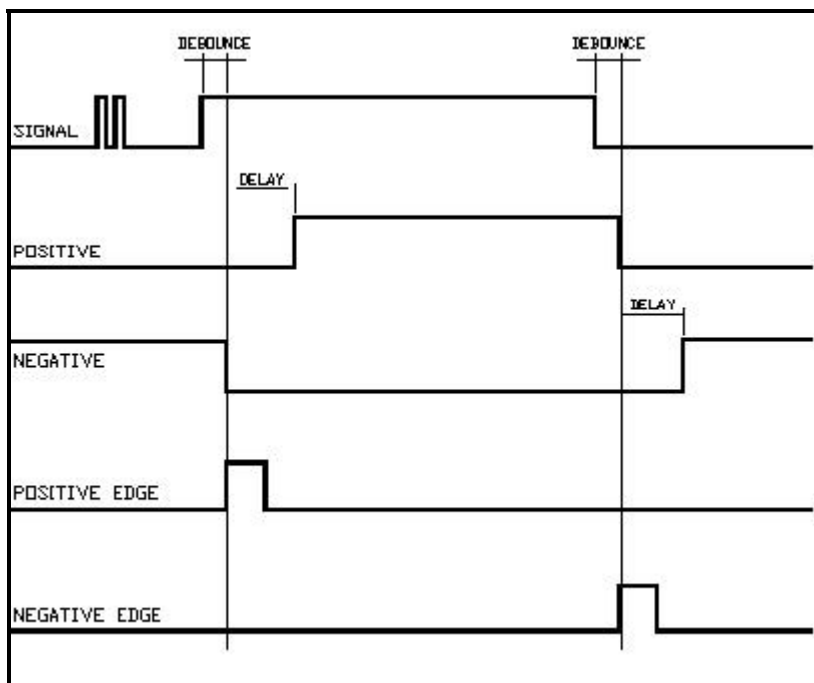 DEBOUNCE DEBOUNCE
SIGNAL
DELAY
POSITIVE
DELAY
NEGATIVE
POSITIVE EDGE
NEGATIVE EDGE